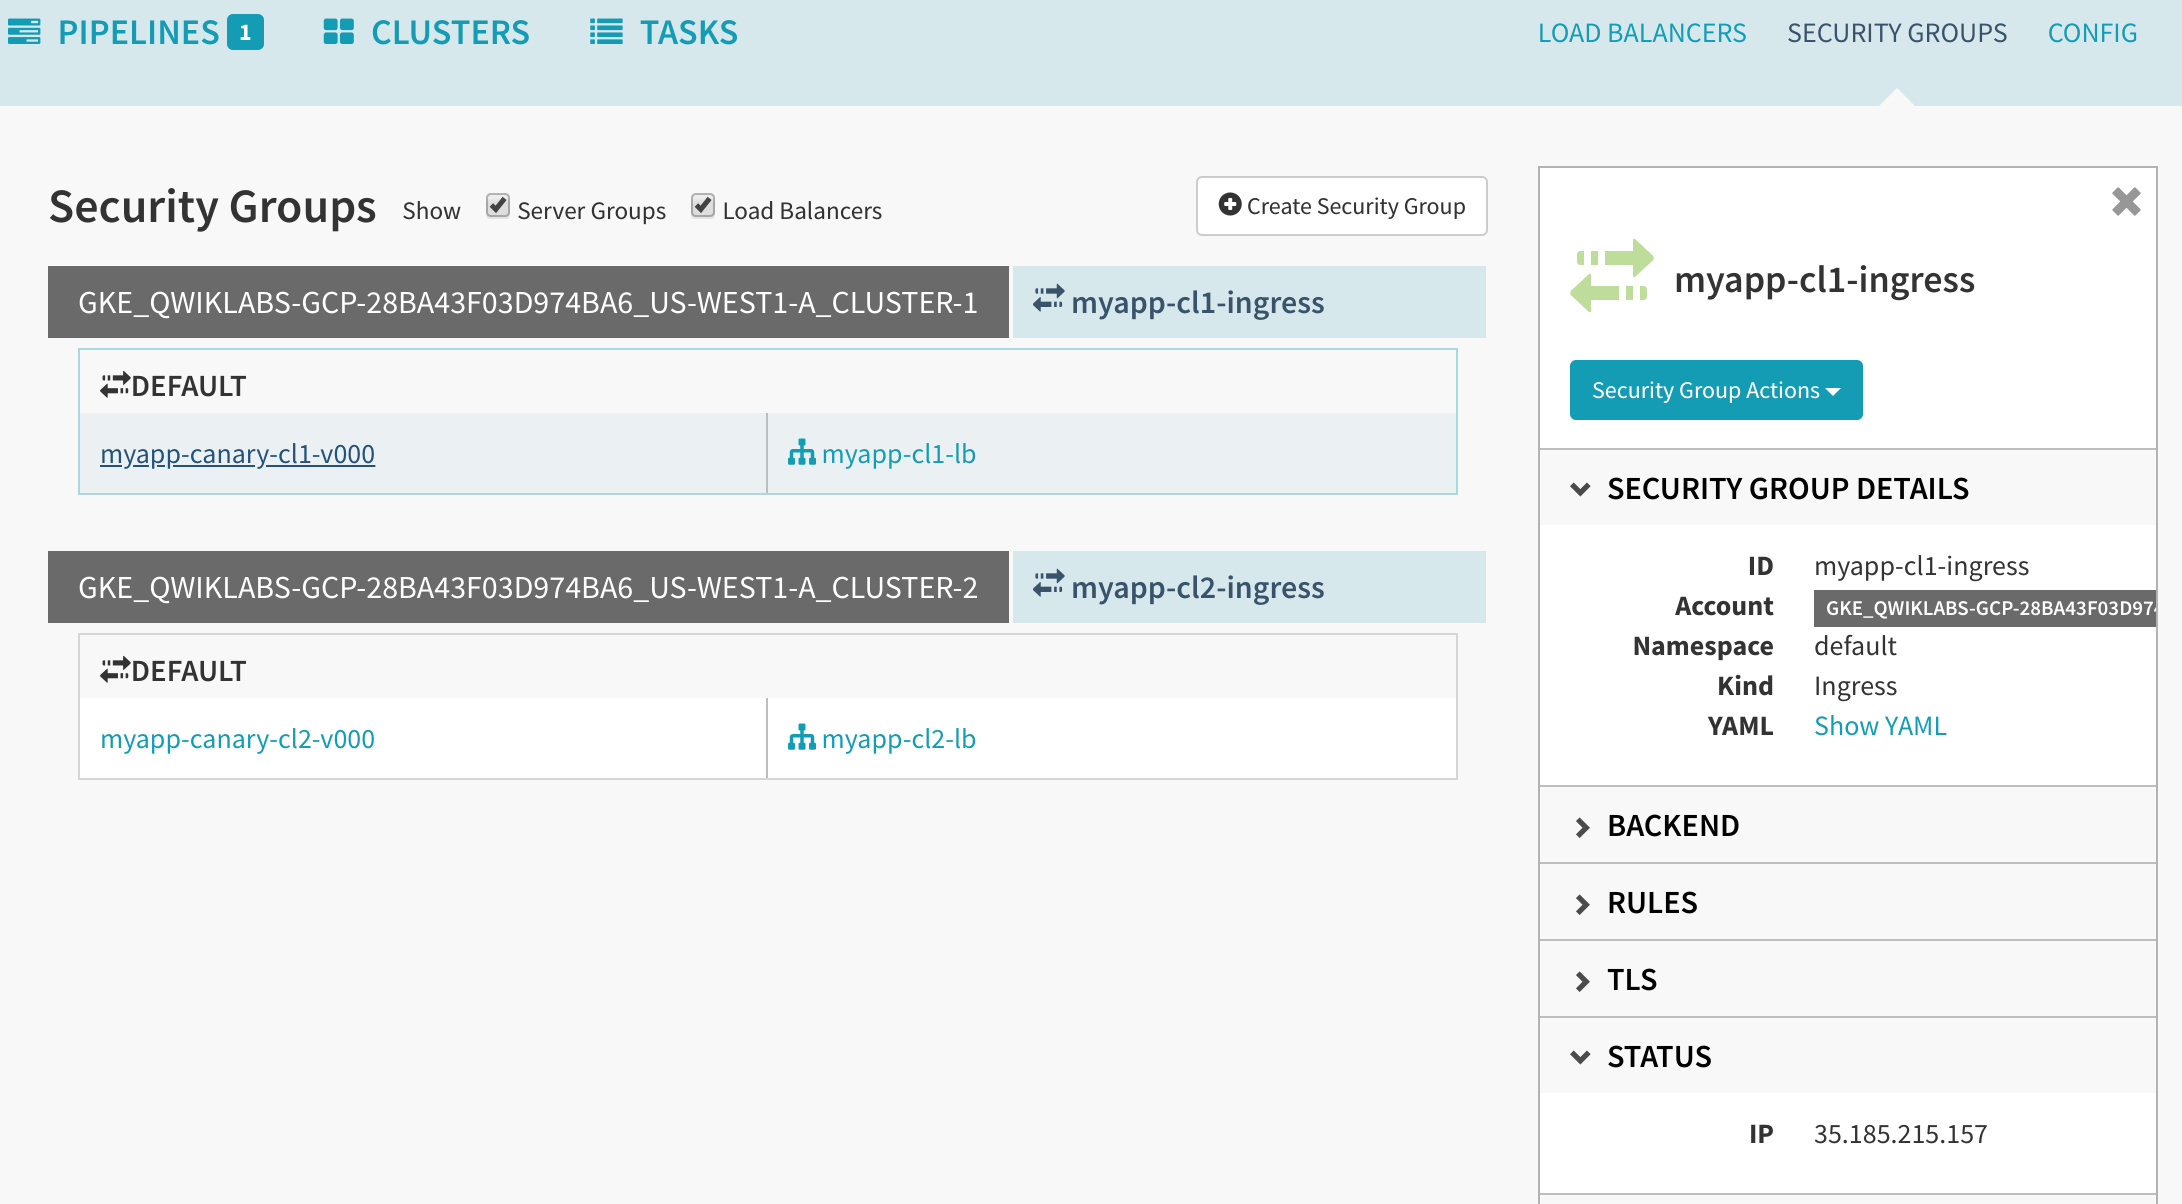 PIPELINES 1 CLUSTERS TASKS LOAD BALANCERS SECURITY GROUPS CONFIG
Security Groups Show Server Groups Load Balancers Create Security Group
GKE_QWIKLABS-GCP-28BA43F03D974BA6_US-WEST1-A_CLUSTER-1 myapp-cl1-ingress
DEFAULT
myapp-canary-cl1-v000 myapp-cl1-lb
GKE_QWIKLABS-GCP-28BA43F03D974BA6_US-WEST1-A_CLUSTER-2 myapp-cl2-ingress
DEFAULT
myapp-canary-cl2-v000 myapp-cl2-lb
myapp-cl1-ingress
Security Group Actions
SECURITY GROUP DETAILS
ID myapp-cl1-ingress
Account GKE_QWIKLABS-GCP-28BA43F03D974
Namespace default
Kind Ingress
YAML Show YAML
BACKEND
RULES
TLS
STATUS
IP 35.185.215.157